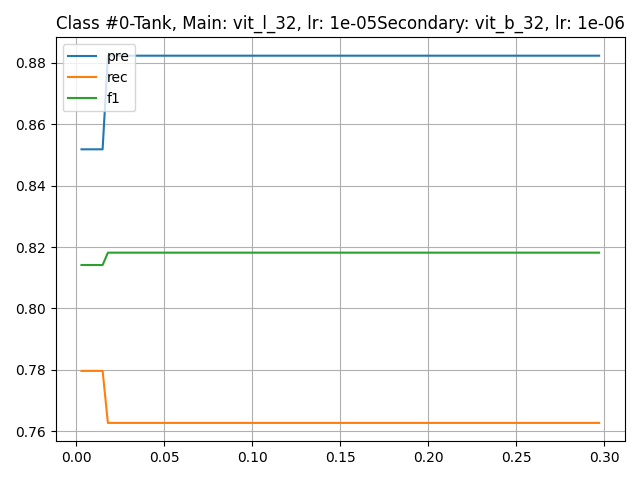 Class #0-Tank, Main: vit_l_32, lr: 1e-05Secondary: vit_b_32, lr: 1e-06
pre
rec
f1
0.88
0.86
0.84
0.82
0.80
0.78
0.76
0.00 0.05 0.10 0.15 0.20 0.25 0.30